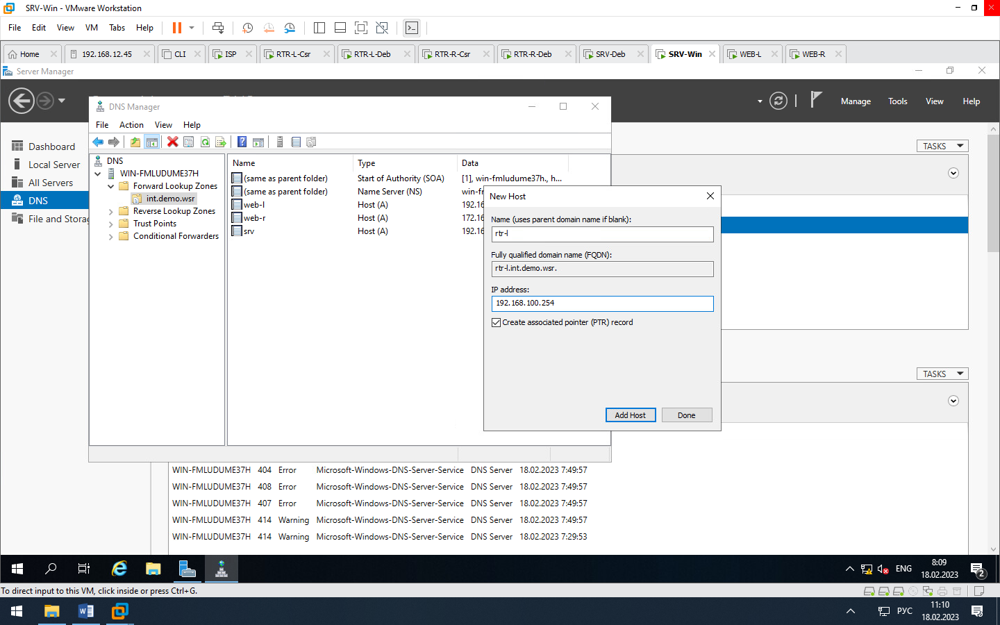 SRV-Win - VMware Workstation
File Edit View VM Tabs Help
Home 192.168.12.45 CLI ISP RTR-L-Csr RTR-L-Deb RTR-R-Csr RTR-R-Deb SRV-Deb SRV-Win WEB-L WEB-R
Server Manager
Manage Tools View Help
DNS Manager
File Action View Help
Dashboard
Local Server
All Servers
DNS
File and Storag
TASKS
DNS
WIN-FMLUDUME37H
Forward Lookup Zones
int.demo.wsr
Reverse Lookup Zones
Trust Points
Conditional Forwarders
Name Type Data
(same as parent folder) Start of Authority (SOA) [1], win-fmludume37h., h...
(same as parent folder) Name Server (NS) win-fr
web-l Host (A) 192.16
web-r Host (A) 172.16
srv Host (A) 192.16
New Host
Name (uses parent domain name if blank):
rtr-l
Fully qualified domain name (FQDN):
rtr-l.int.demo.wsr.
IP address:
192.168.100.254
Create associated pointer (PTR) record
Add Host Done
TASKS
WIN-FMLUDUME37H 404 Error Microsoft-Windows-DNS-Server-Service DNS Server 18.02.2023 7:49:57
WIN-FMLUDUME37H 408 Error Microsoft-Windows-DNS-Server-Service DNS Server 18.02.2023 7:49:57
WIN-FMLUDUME37H 407 Error Microsoft-Windows-DNS-Server-Service DNS Server 18.02.2023 7:49:57
WIN-FMLUDUME37H 414 Warning Microsoft-Windows-DNS-Server-Service DNS Server 18.02.2023 7:49:57
WIN-FMLUDUME37H 414 Warning Microsoft-Windows-DNS-Server-Service DNS Server 18.02.2023 7:29:53
ENG 8:09
18.02.2023
2
To direct input to this VM, click inside or press Ctrl+G.
РУС 11:10
18.02.2023